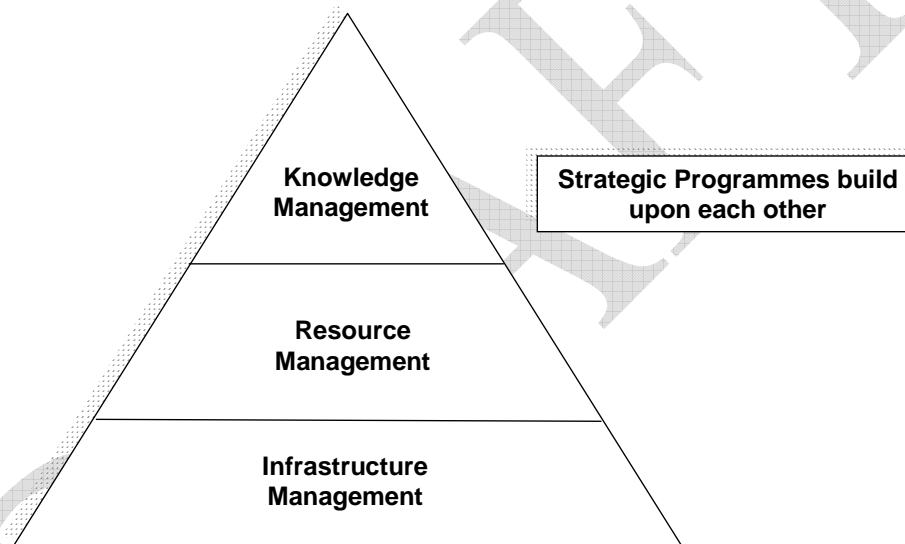 Knowledge
Management
Strategic Programmes build
upon each other
Resource
Management
Infrastructure
Management